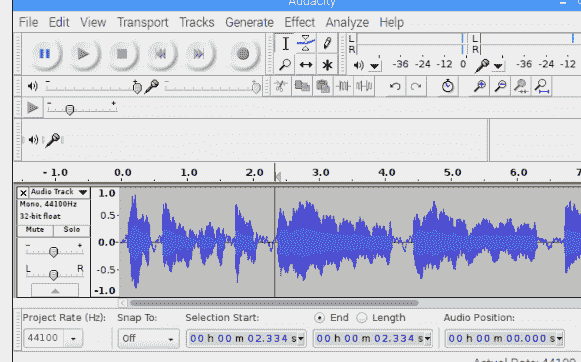 Audacity
File Edit View Transport Tracks Generate Effect Analyze Help
L
R
-36 -24 -12 0
L
R
-36 -24 -12
- 1.0 0.0 1.0 2.0 3.0 4.0 5.0 6.0 7
Audio Track
Mono, 44100Hz
32-bit float
Mute Solo
- +
L R
1.0
0.5
0.0
-0.5
-1.0
Project Rate (Hz): Snap To: Selection Start: End Length Audio Position:
44100 Off 00 h 00 m 02.334 s 00 h 00 m 02.334 s 00 h 00 m 00.000 s
Actual Rate: 44100